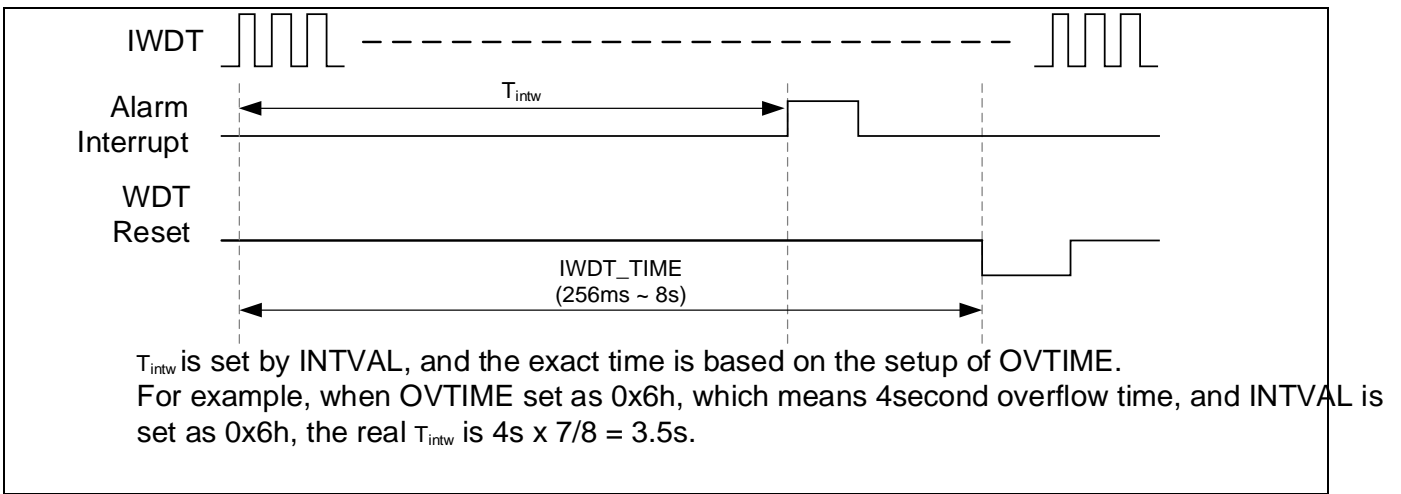 IWDT
Alarm
Interrupt
Tintw
WDT
Reset
IWDT_TIME
(256ms ~ 8s)
Tintw is set by INTVAL, and the exact time is based on the setup of OVTIME.
For example, when OVTIME set as 0x6h, which means 4second overflow time, and INTVAL is
set as 0x6h, the real Tintw is 4s x 7/8 = 3.5s.